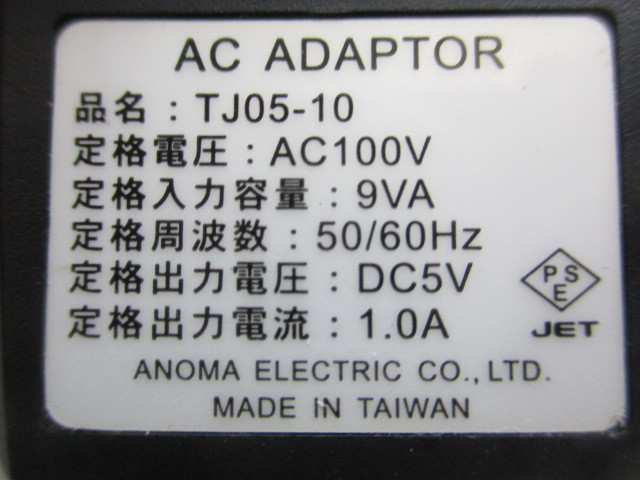 AC ADAPTOR
品名 : TJ05-10
定格電圧 : AC100V
定格入力容量 : 9VA
定格周波数 : 50/60Hz
定格出力電圧 : DC5V
定格出力電流 : 1.0A
PSE
JET
ANOMA ELECTRIC CO., LTD.
MADE IN TAIWAN